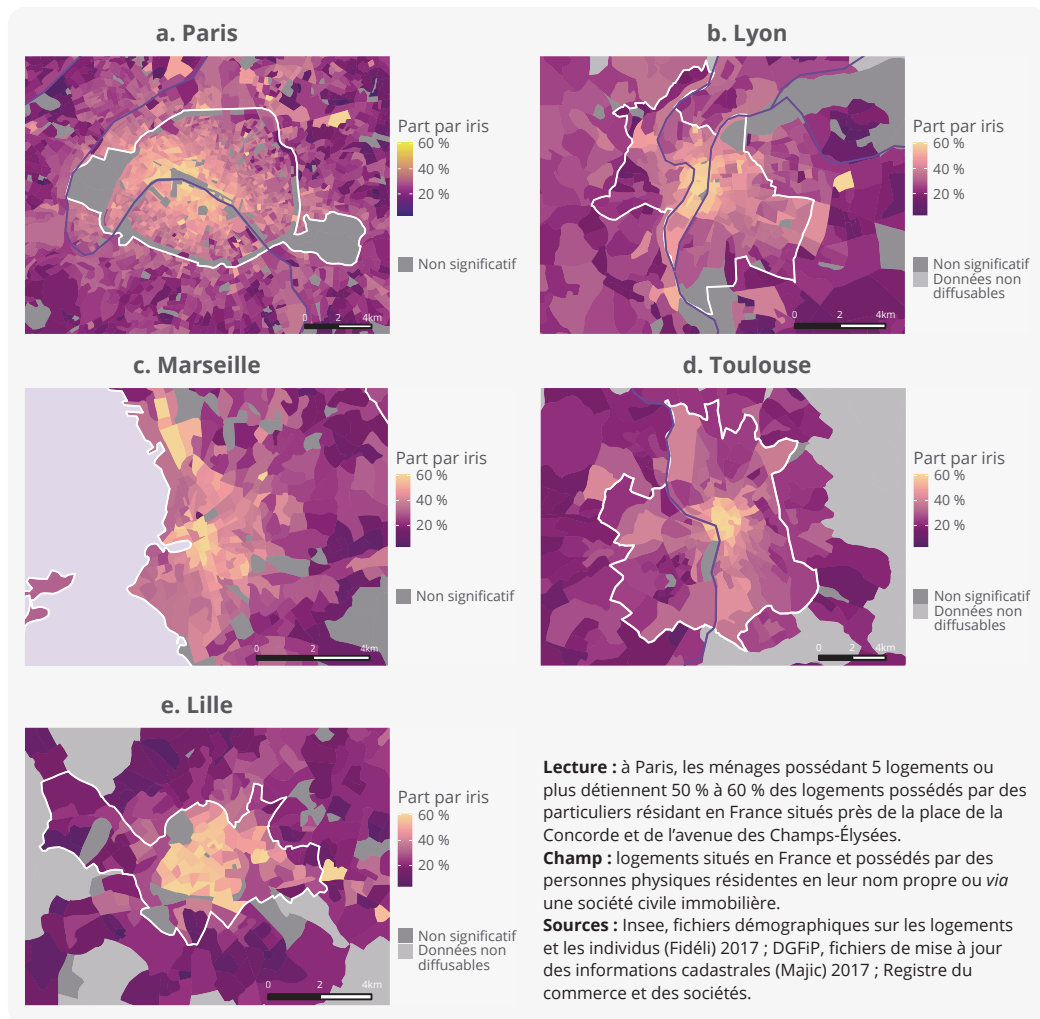 a. Paris
Part par iris
60 %
40 %
20 %
Non significatif
0 2 4km
b. Lyon
Part par iris
60 %
40 %
20 %
Non significatif
Données non
diffusables
0 2 4km
c. Marseille
Part par iris
60 %
40 %
20 %
Non significatif
0 2 4km
d. Toulouse
Part par iris
60 %
40 %
20 %
Non significatif
Données non
diffusables
0 2 4km
e. Lille
Part par iris
60 %
40 %
20 %
Non significatif
Données non
diffusables
0 2 4km
Lecture : à Paris, les ménages possédant 5 logements ou
plus détiennent 50 % à 60 % des logements possédés par des
particuliers résidant en France situés près de la place de la
Concorde et de l’avenue des Champs-Élysées.
Champ : logements situés en France et possédés par des
personnes physiques résidentes en leur nom propre ou via
une société civile immobilière.
Sources : Insee, fichiers démographiques sur les logements
et les individus (Fidéli) 2017 ; DGFiP, fichiers de mise à jour
des informations cadastrales (Majic) 2017 ; Registre du
commerce et des sociétés.